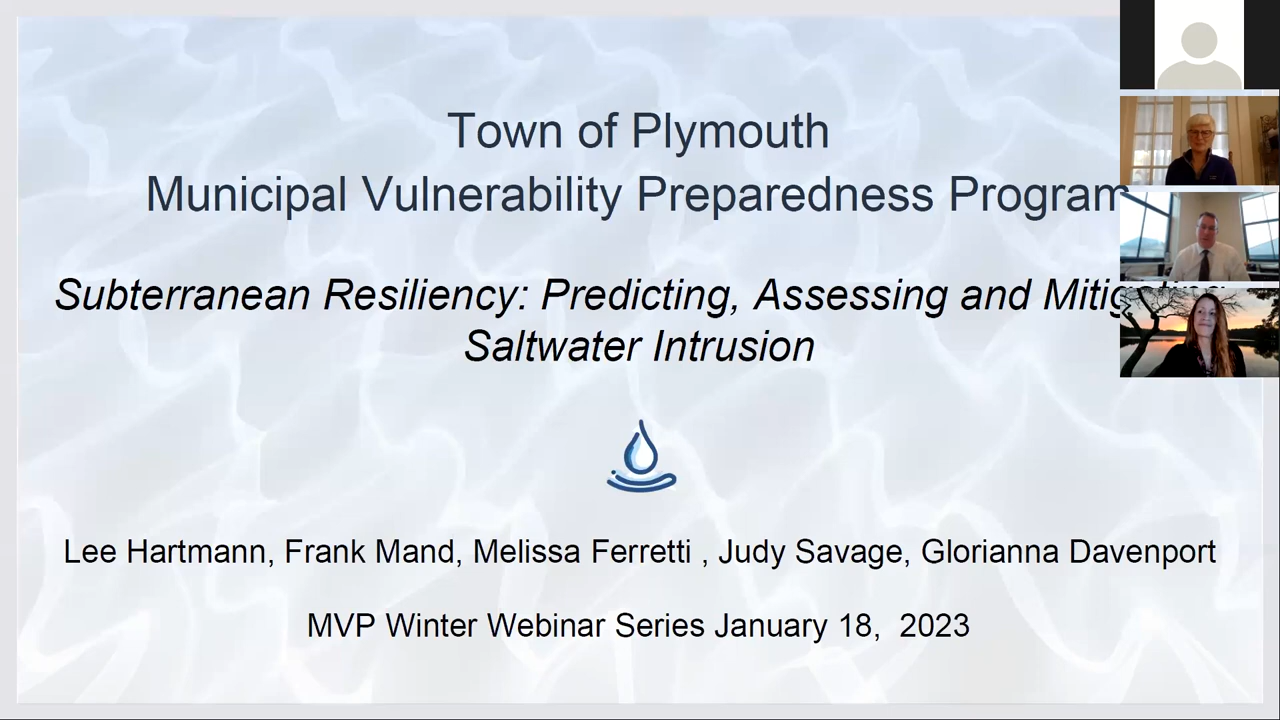 Town of Plymouth
Municipal Vulnerability Preparedness Program
Subterranean Resiliency: Predicting, Assessing and
Saltwater Intrusion
Lee Hartmann, Frank Mand, Melissa Ferretti , Judy Savage, Glorianna Davenport
MVP Winter Webinar Series January 18,  2023